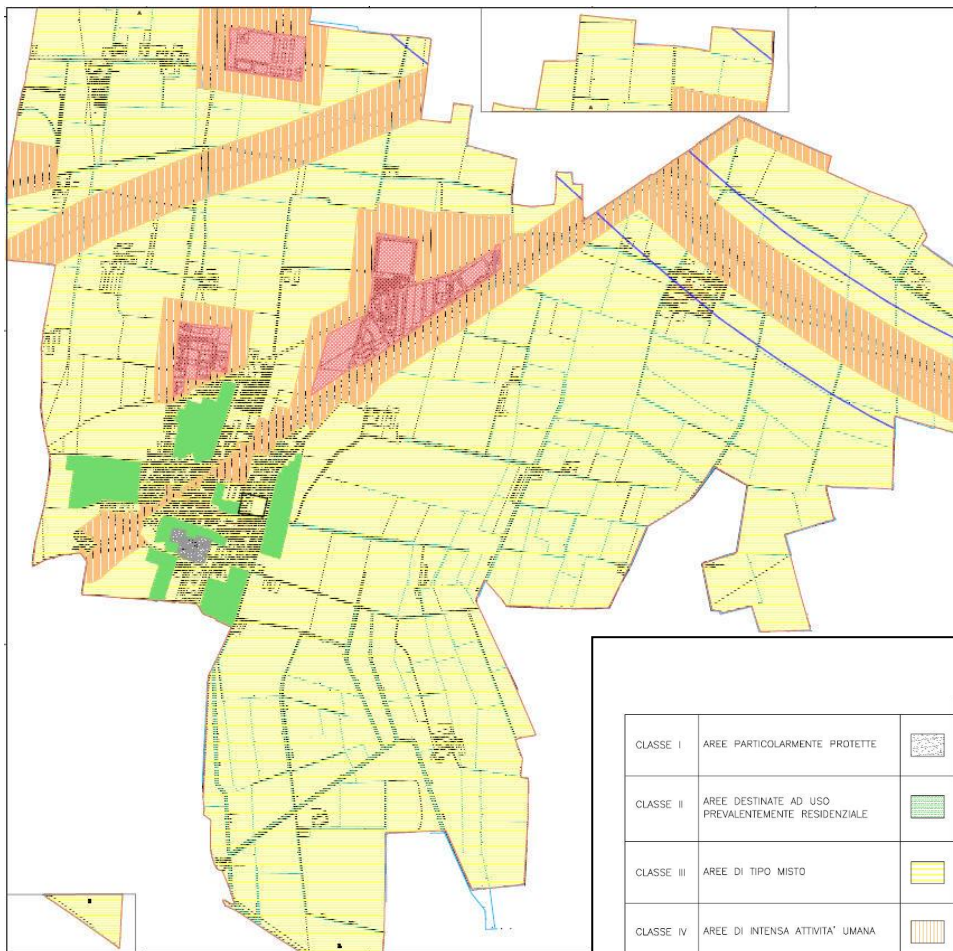 A
A
CLASSE I AREE PARTICOLARMENTE PROTETTE
CLASSE II AREE DESTINATE AD USO
PREVALENTEMENTE RESIDENZIALE
CLASSE III AREE DI TIPO MISTO
CLASSE IV AREE DI INTENSA ATTIVITA' UMANA
B
B